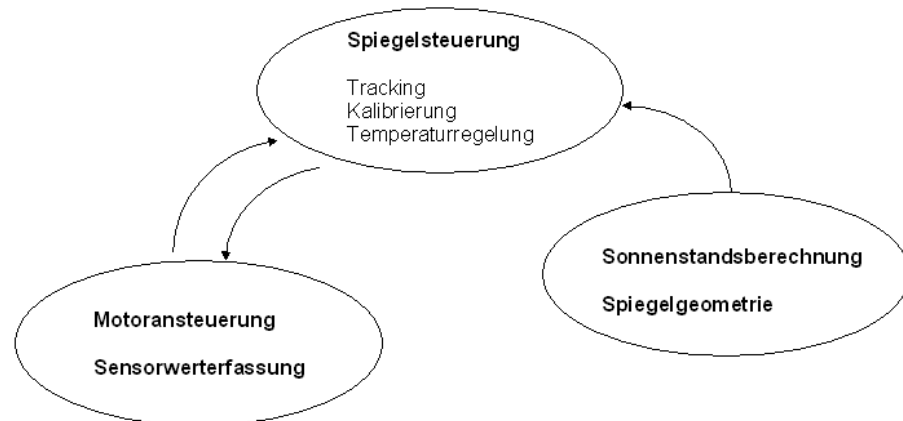 Spiegelsteuerung
Tracking
Kalibrierung
Temperaturregelung
Motoransteuerung
Sensorwerterfassung
Sonnenstandsberechnung
Spiegelgeometrie